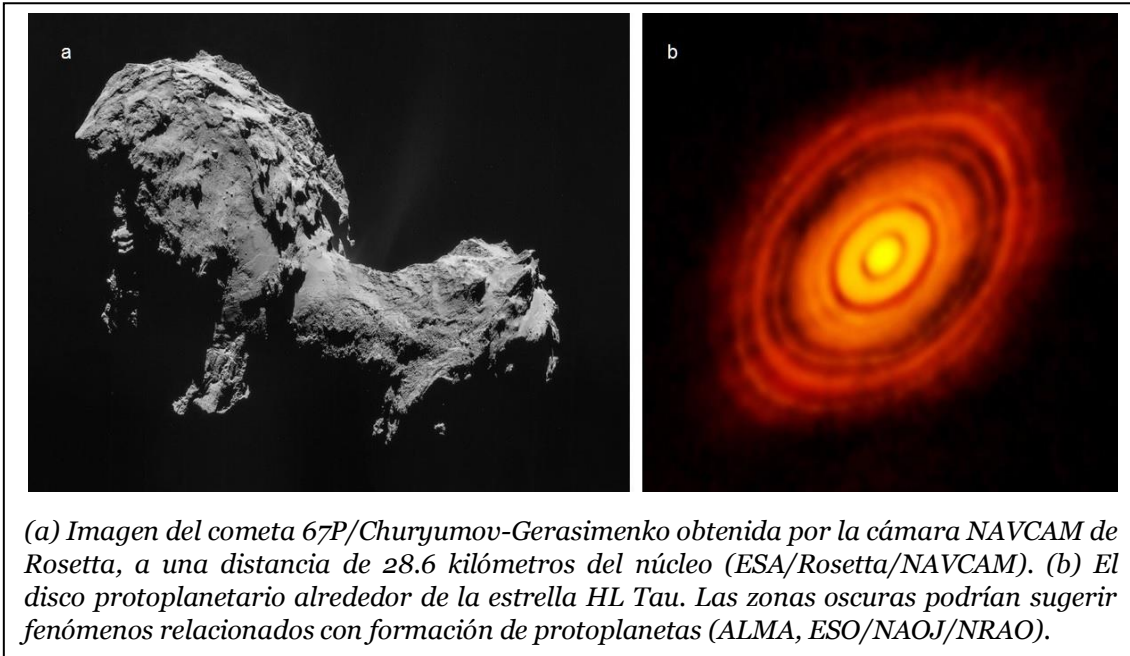 a
b
(a) Imagen del cometa 67P/Churyumov-Gerasimenko obtenida por la cámara NAVCAM de
Rosetta, a una distancia de 28.6 kilómetros del núcleo (ESA/Rosetta/NAVCAM). (b) El
disco protoplanetario alrededor de la estrella HL Tau. Las zonas oscuras podrían sugerir
fenómenos relacionados con formación de protoplanetas (ALMA, ESO/NAOJ/NRAO).